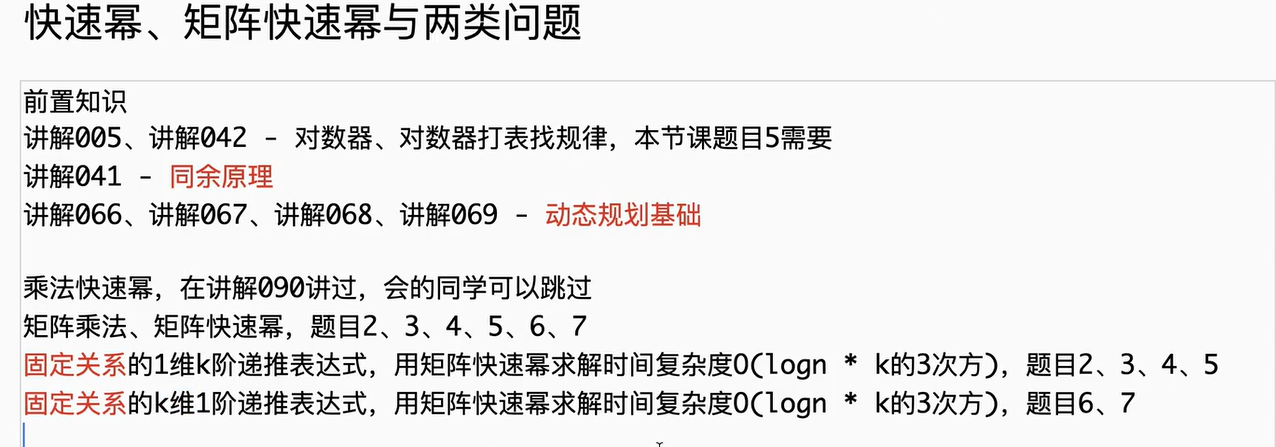 快速幂、矩阵快速幂与两类问题
前置知识
讲解005、讲解042 - 对数器、对数器打表找规律，本节课题目5需要
讲解041 - 同余原理
讲解066、讲解067、讲解068、讲解069 - 动态规划基础
乘法快速幂，在讲解090讲过，会的同学可以跳过
矩阵乘法、矩阵快速幂，题目2、3、4、5、6、7
固定关系的1维k阶递推表达式，用矩阵快速幂求解时间复杂度O(logn * k的3次方)，题目2、3、4、5
固定关系的k维1阶递推表达式，用矩阵快速幂求解时间复杂度O(logn * k的3次方)，题目6、7